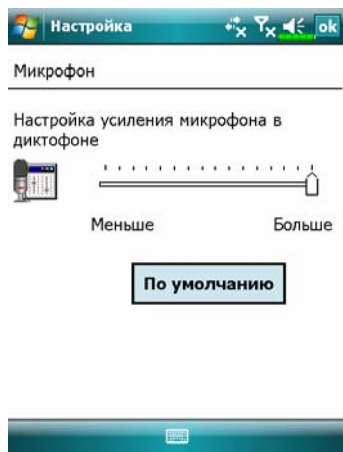 Настройка ok
Микрофон
Настройка усиления микрофона в
диктофоне
Меньше Больше
По умолчанию